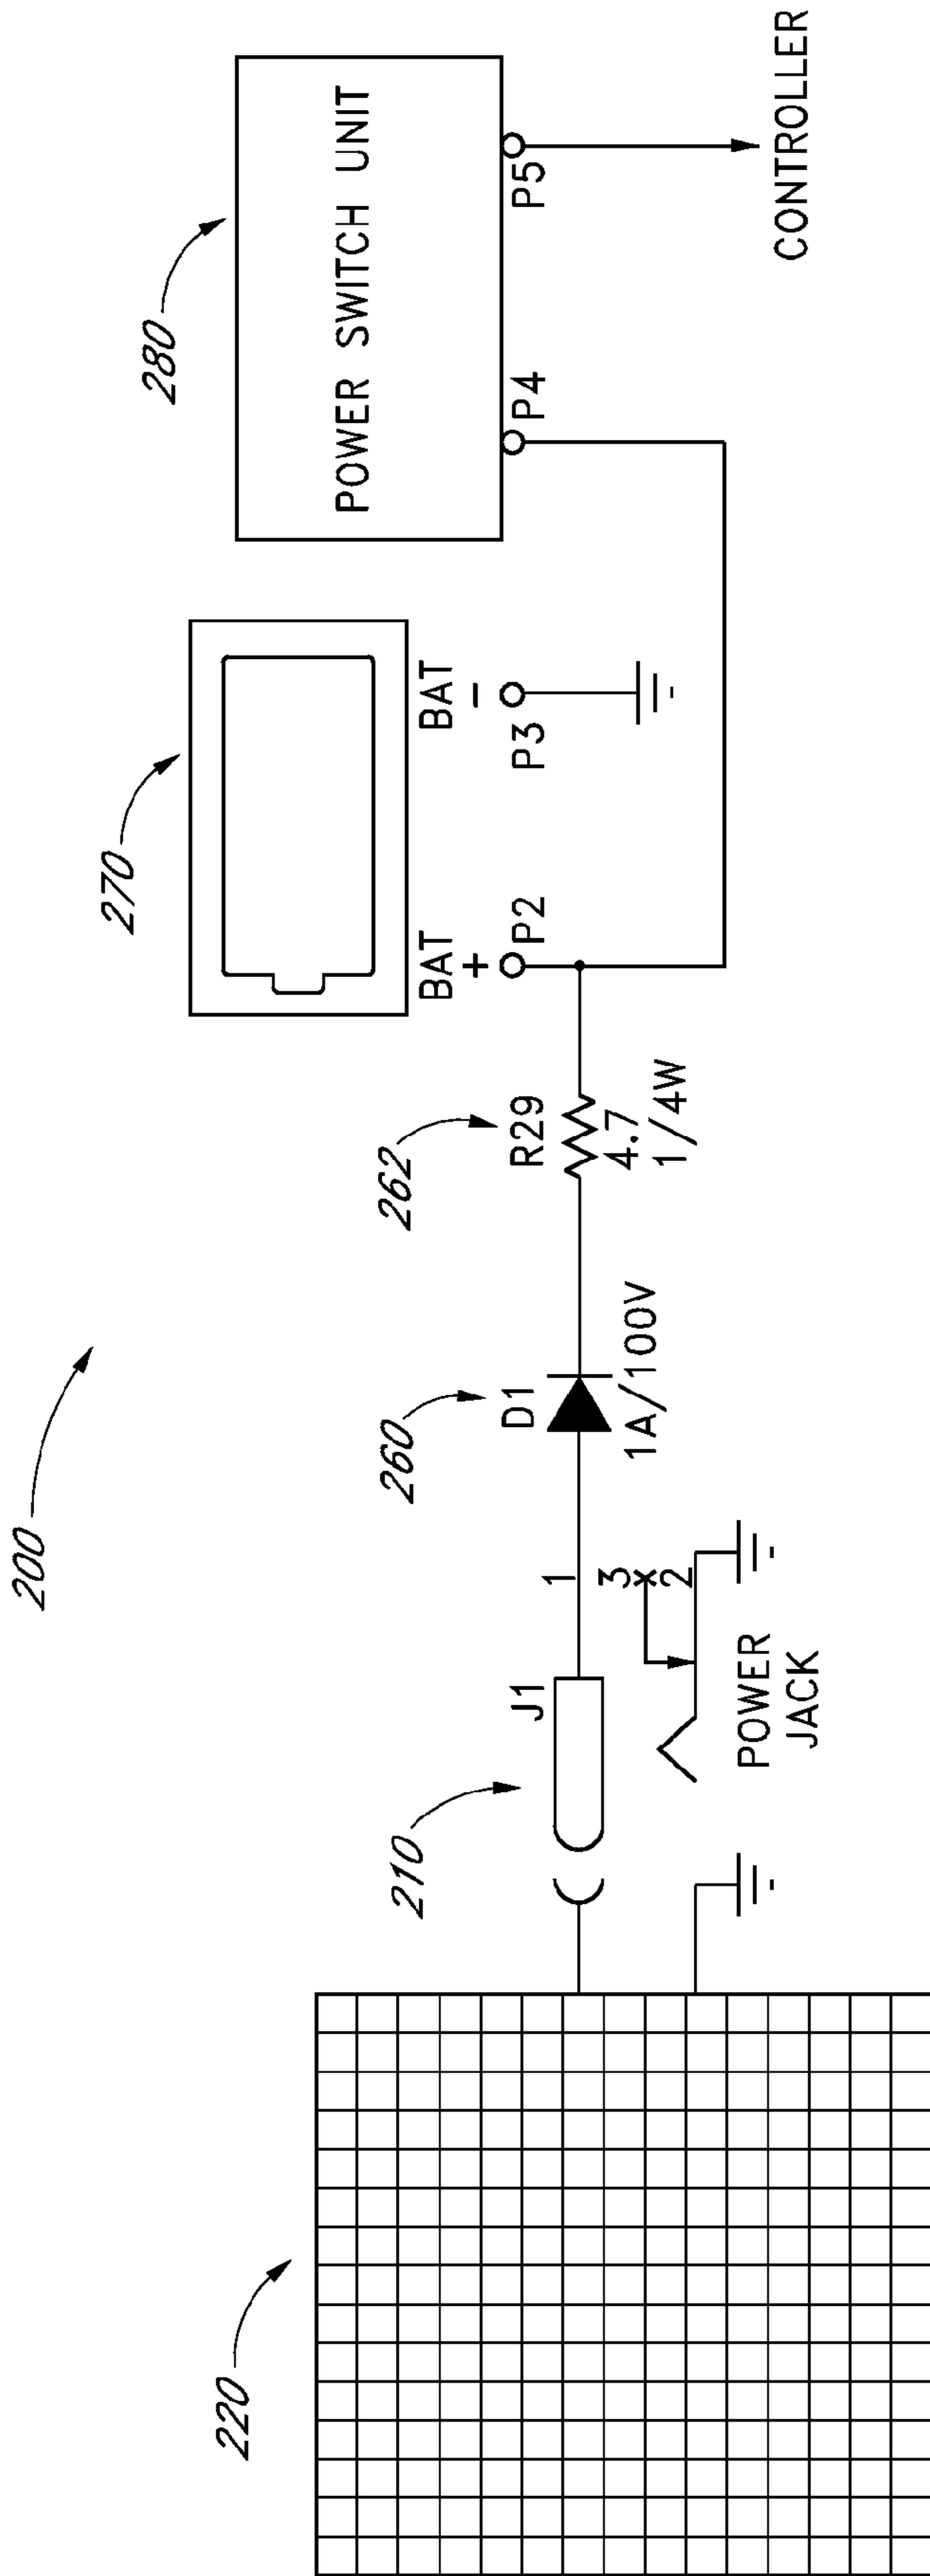 200
220
210
J1
1
3
2
POWER
JACK
260
D1
1A/100V
262
R29
4.7
1/4W
270
BAT
+
P2
BAT
-
P3
280
POWER SWITCH UNIT
P4
P5
CONTROLLER